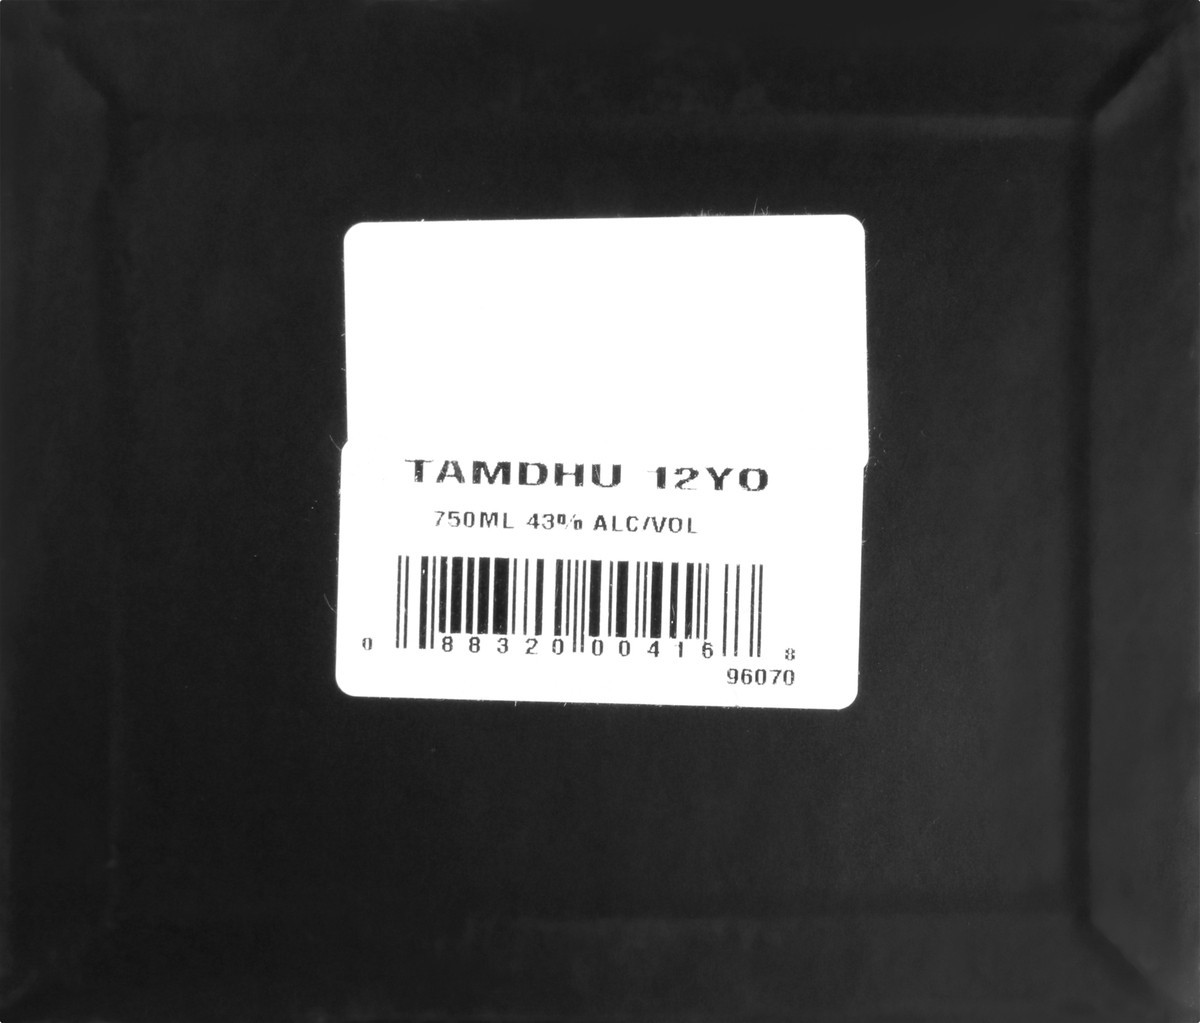 TAMDHU 12YO
750ML 43% ALC/VOL
0 88320 00416 8
96070